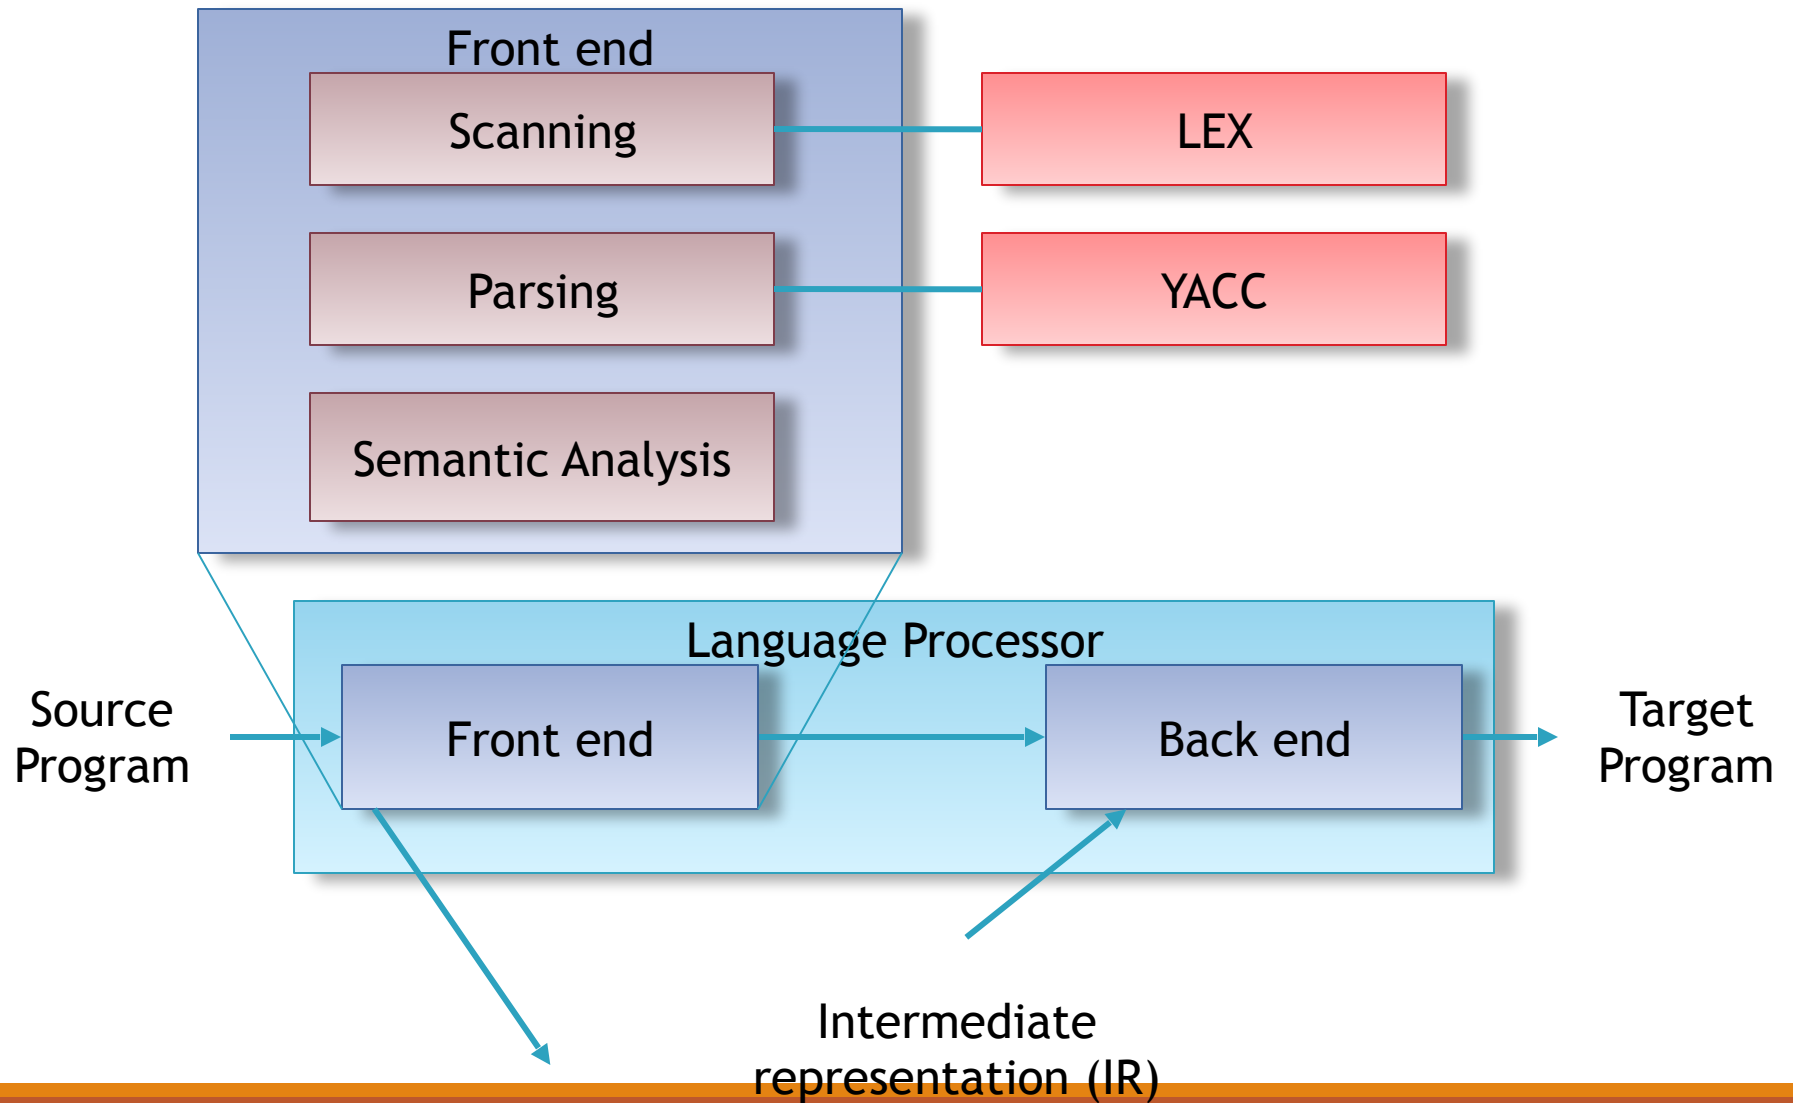 Front end
Scanning
LEX
Parsing
YACC
Semantic Analysis
Language Processor
Source
Program
Front end
Back end
Target
Program
Intermediate
representation (IR)